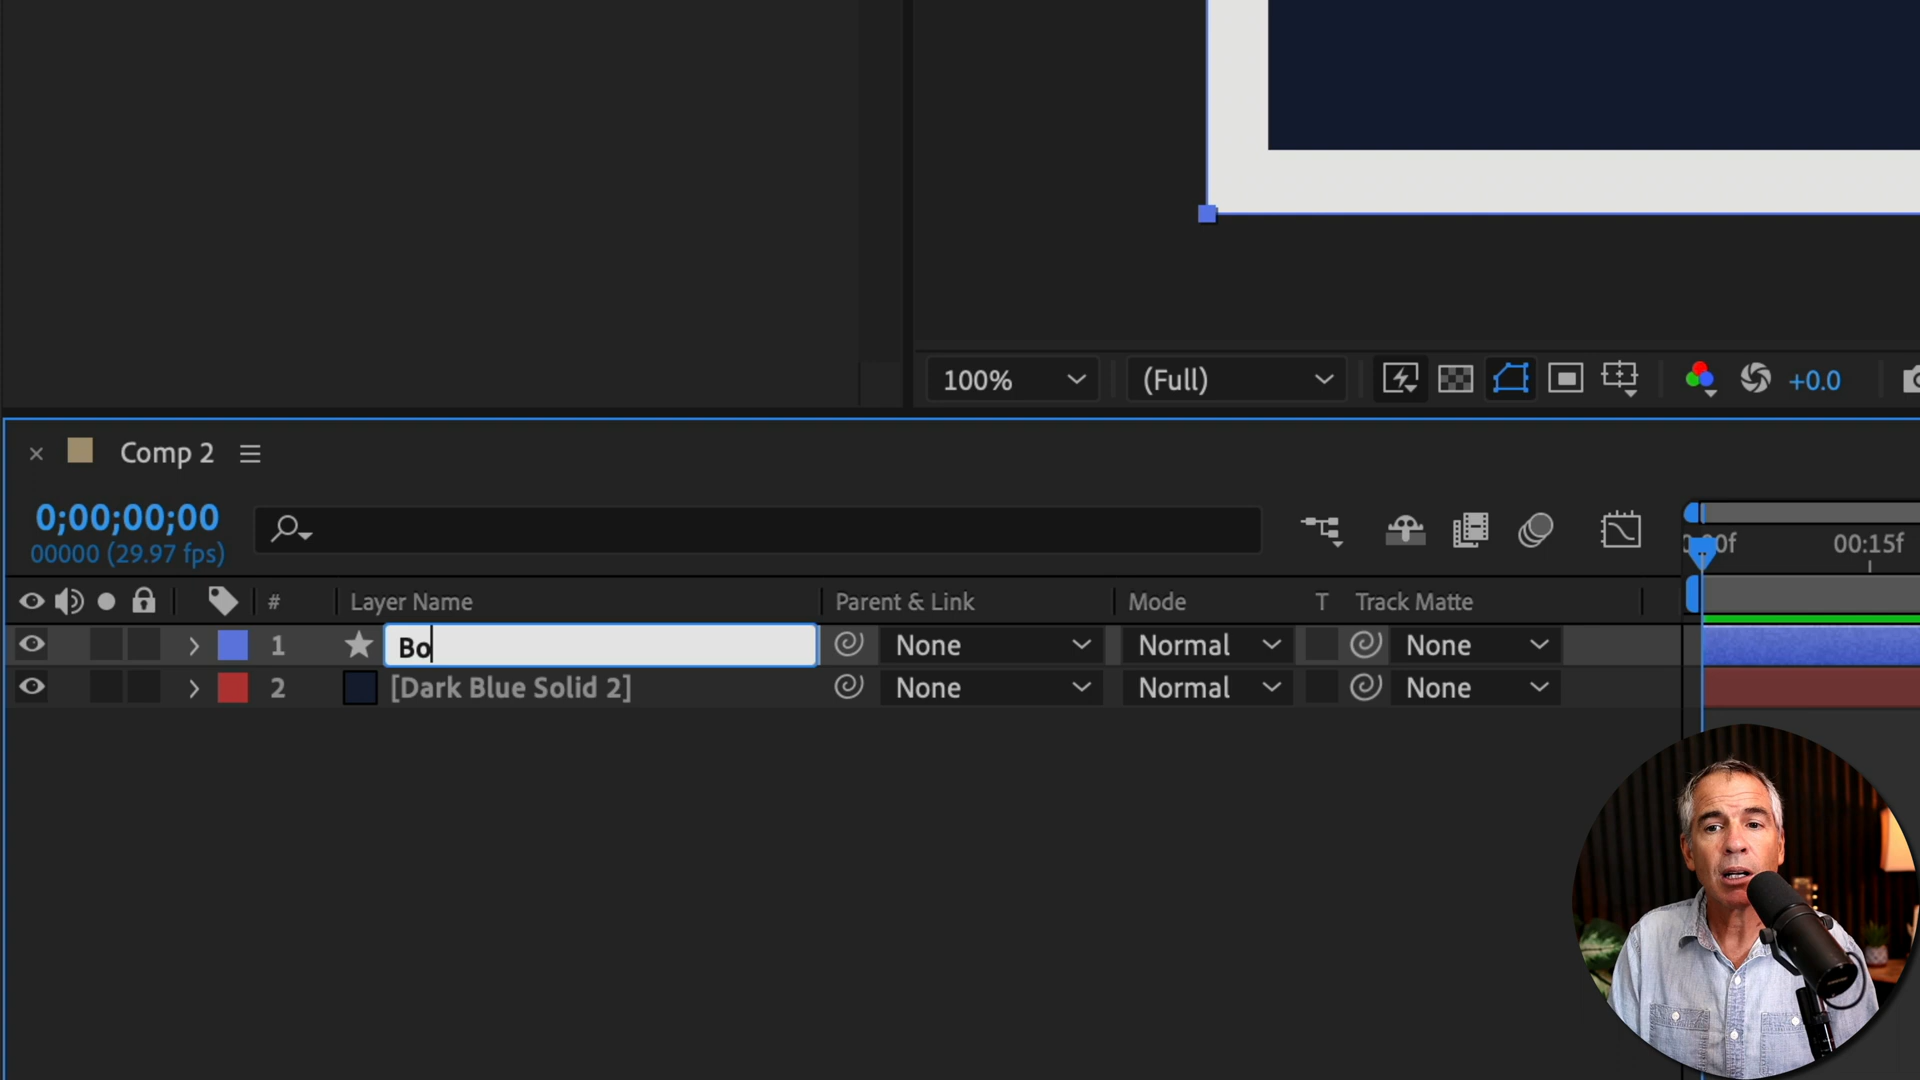 100% (Full) +0.0
Comp 2
0;00;00;00
00000 (29.97 fps)
00:15f
# Layer Name Parent & Link Mode T Track Matte
1 Bo None Normal None
2 [Dark Blue Solid 2] None Normal None